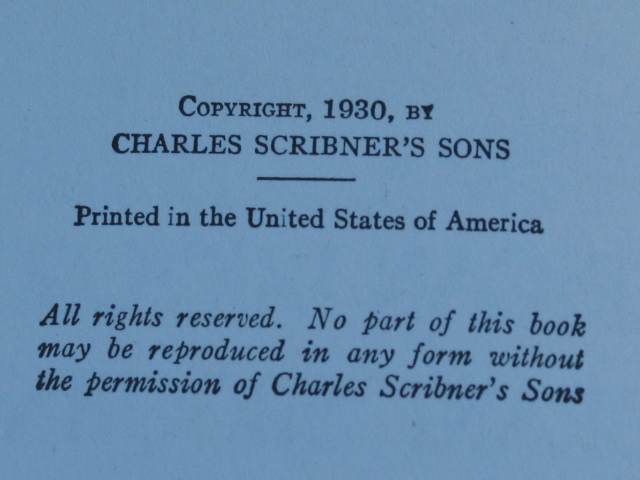 COPYRIGHT, 1930, BY
CHARLES SCRIBNER'S SONS
Printed in the United States of America
All rights reserved. No part of this book
may be reproduced in any form without
the permission of Charles Scribner's Sons